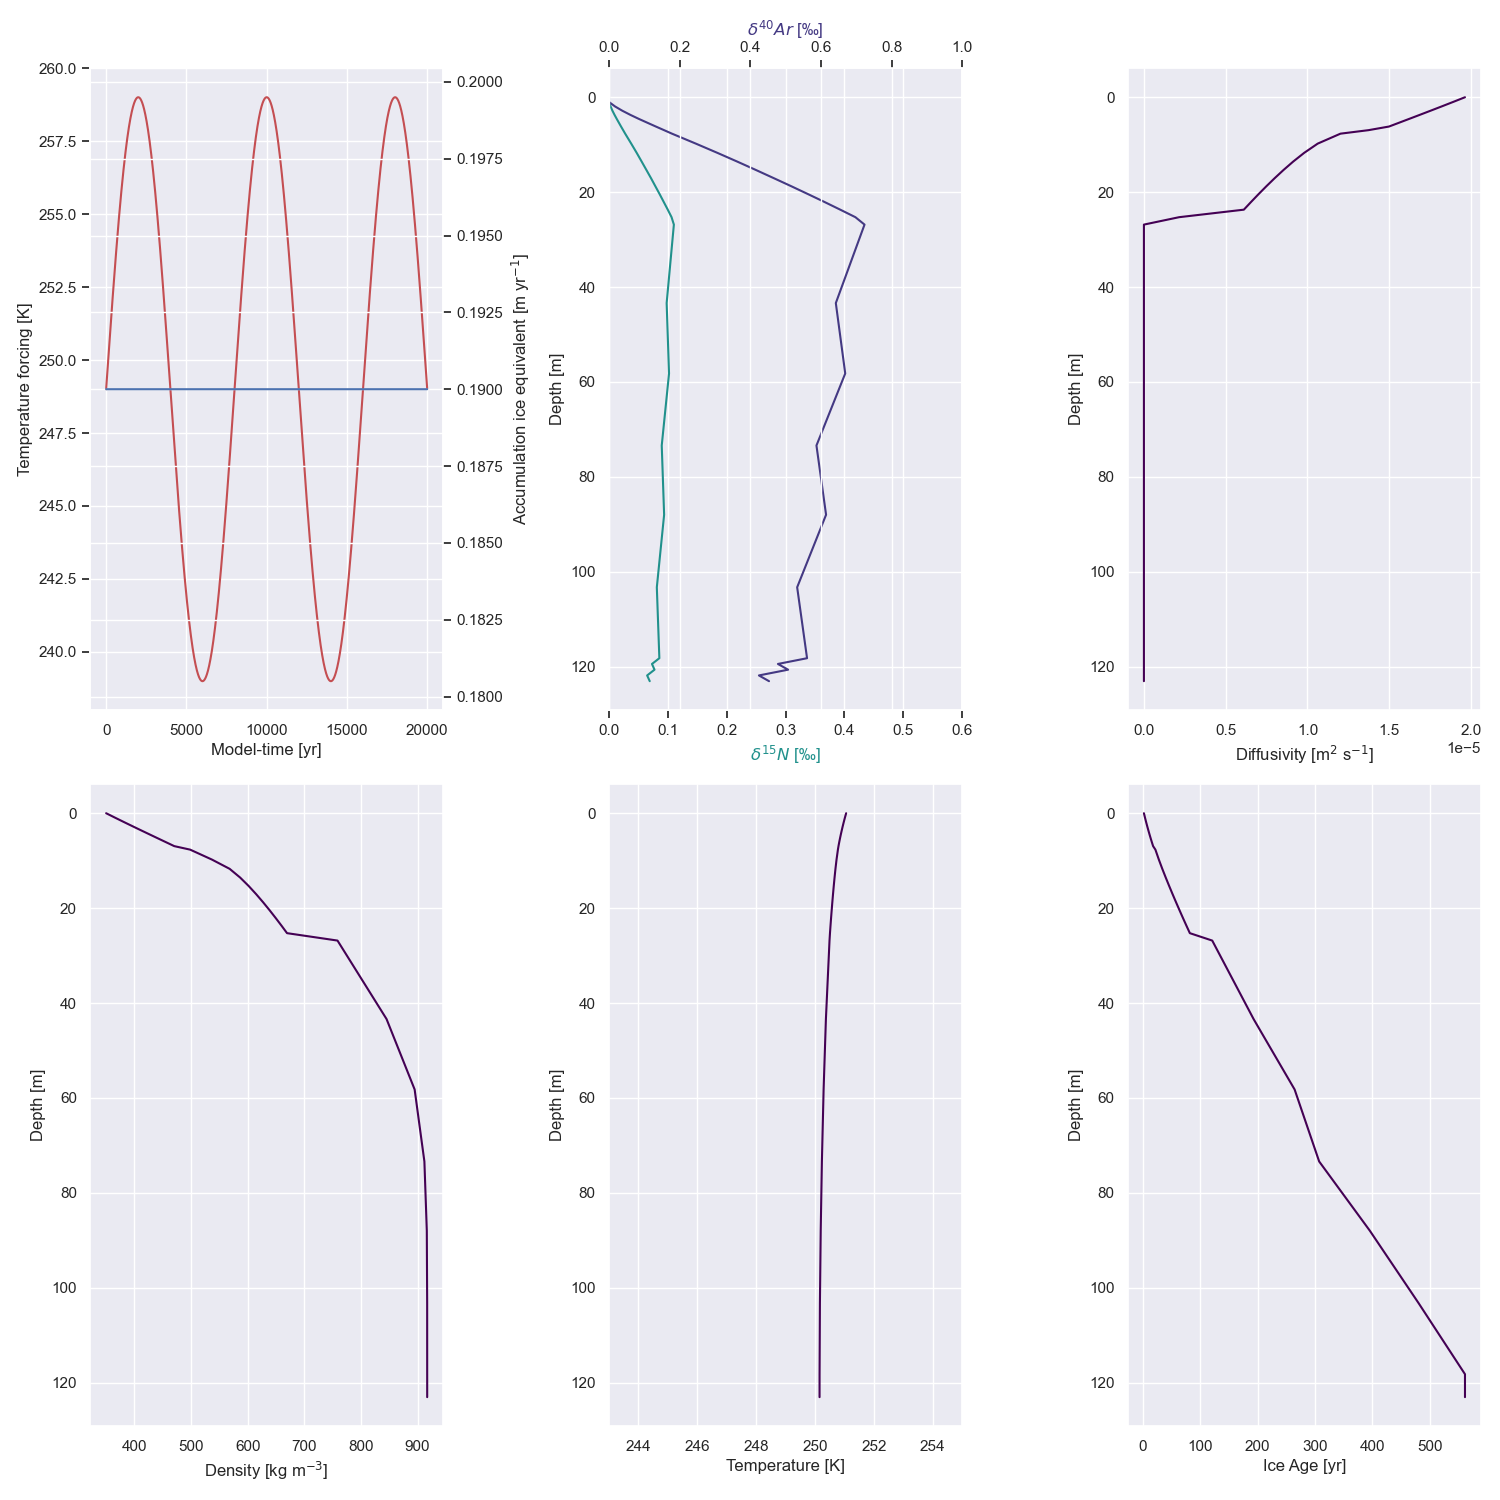 260.0
257.5
255.0
252.5
250.0
247.5
245.0
242.5
240.0
Temperature forcing [K]
0 5000 10000 15000 20000
Model-time [yr]
0.2000
0.1975
0.1950
0.1925
0.1900
0.1875
0.1850
0.1825
0.1800
Accumulation ice equivalent [m yr⁻¹]
δ⁴⁰Ar [‰]
0.0 0.2 0.4 0.6 0.8 1.0
0
20
40
60
80
100
120
Depth [m]
0.0 0.1 0.2 0.3 0.4 0.5 0.6
δ¹⁵N [‰]
0
20
40
60
80
100
120
Depth [m]
0.0 0.5 1.0 1.5 2.0
1e−5
Diffusivity [m² s⁻¹]
0
20
40
60
80
100
120
Depth [m]
400 500 600 700 800 900
Density [kg m⁻³]
0
20
40
60
80
100
120
Depth [m]
244 246 248 250 252 254
Temperature [K]
0
20
40
60
80
100
120
Depth [m]
0 100 200 300 400 500
Ice Age [yr]